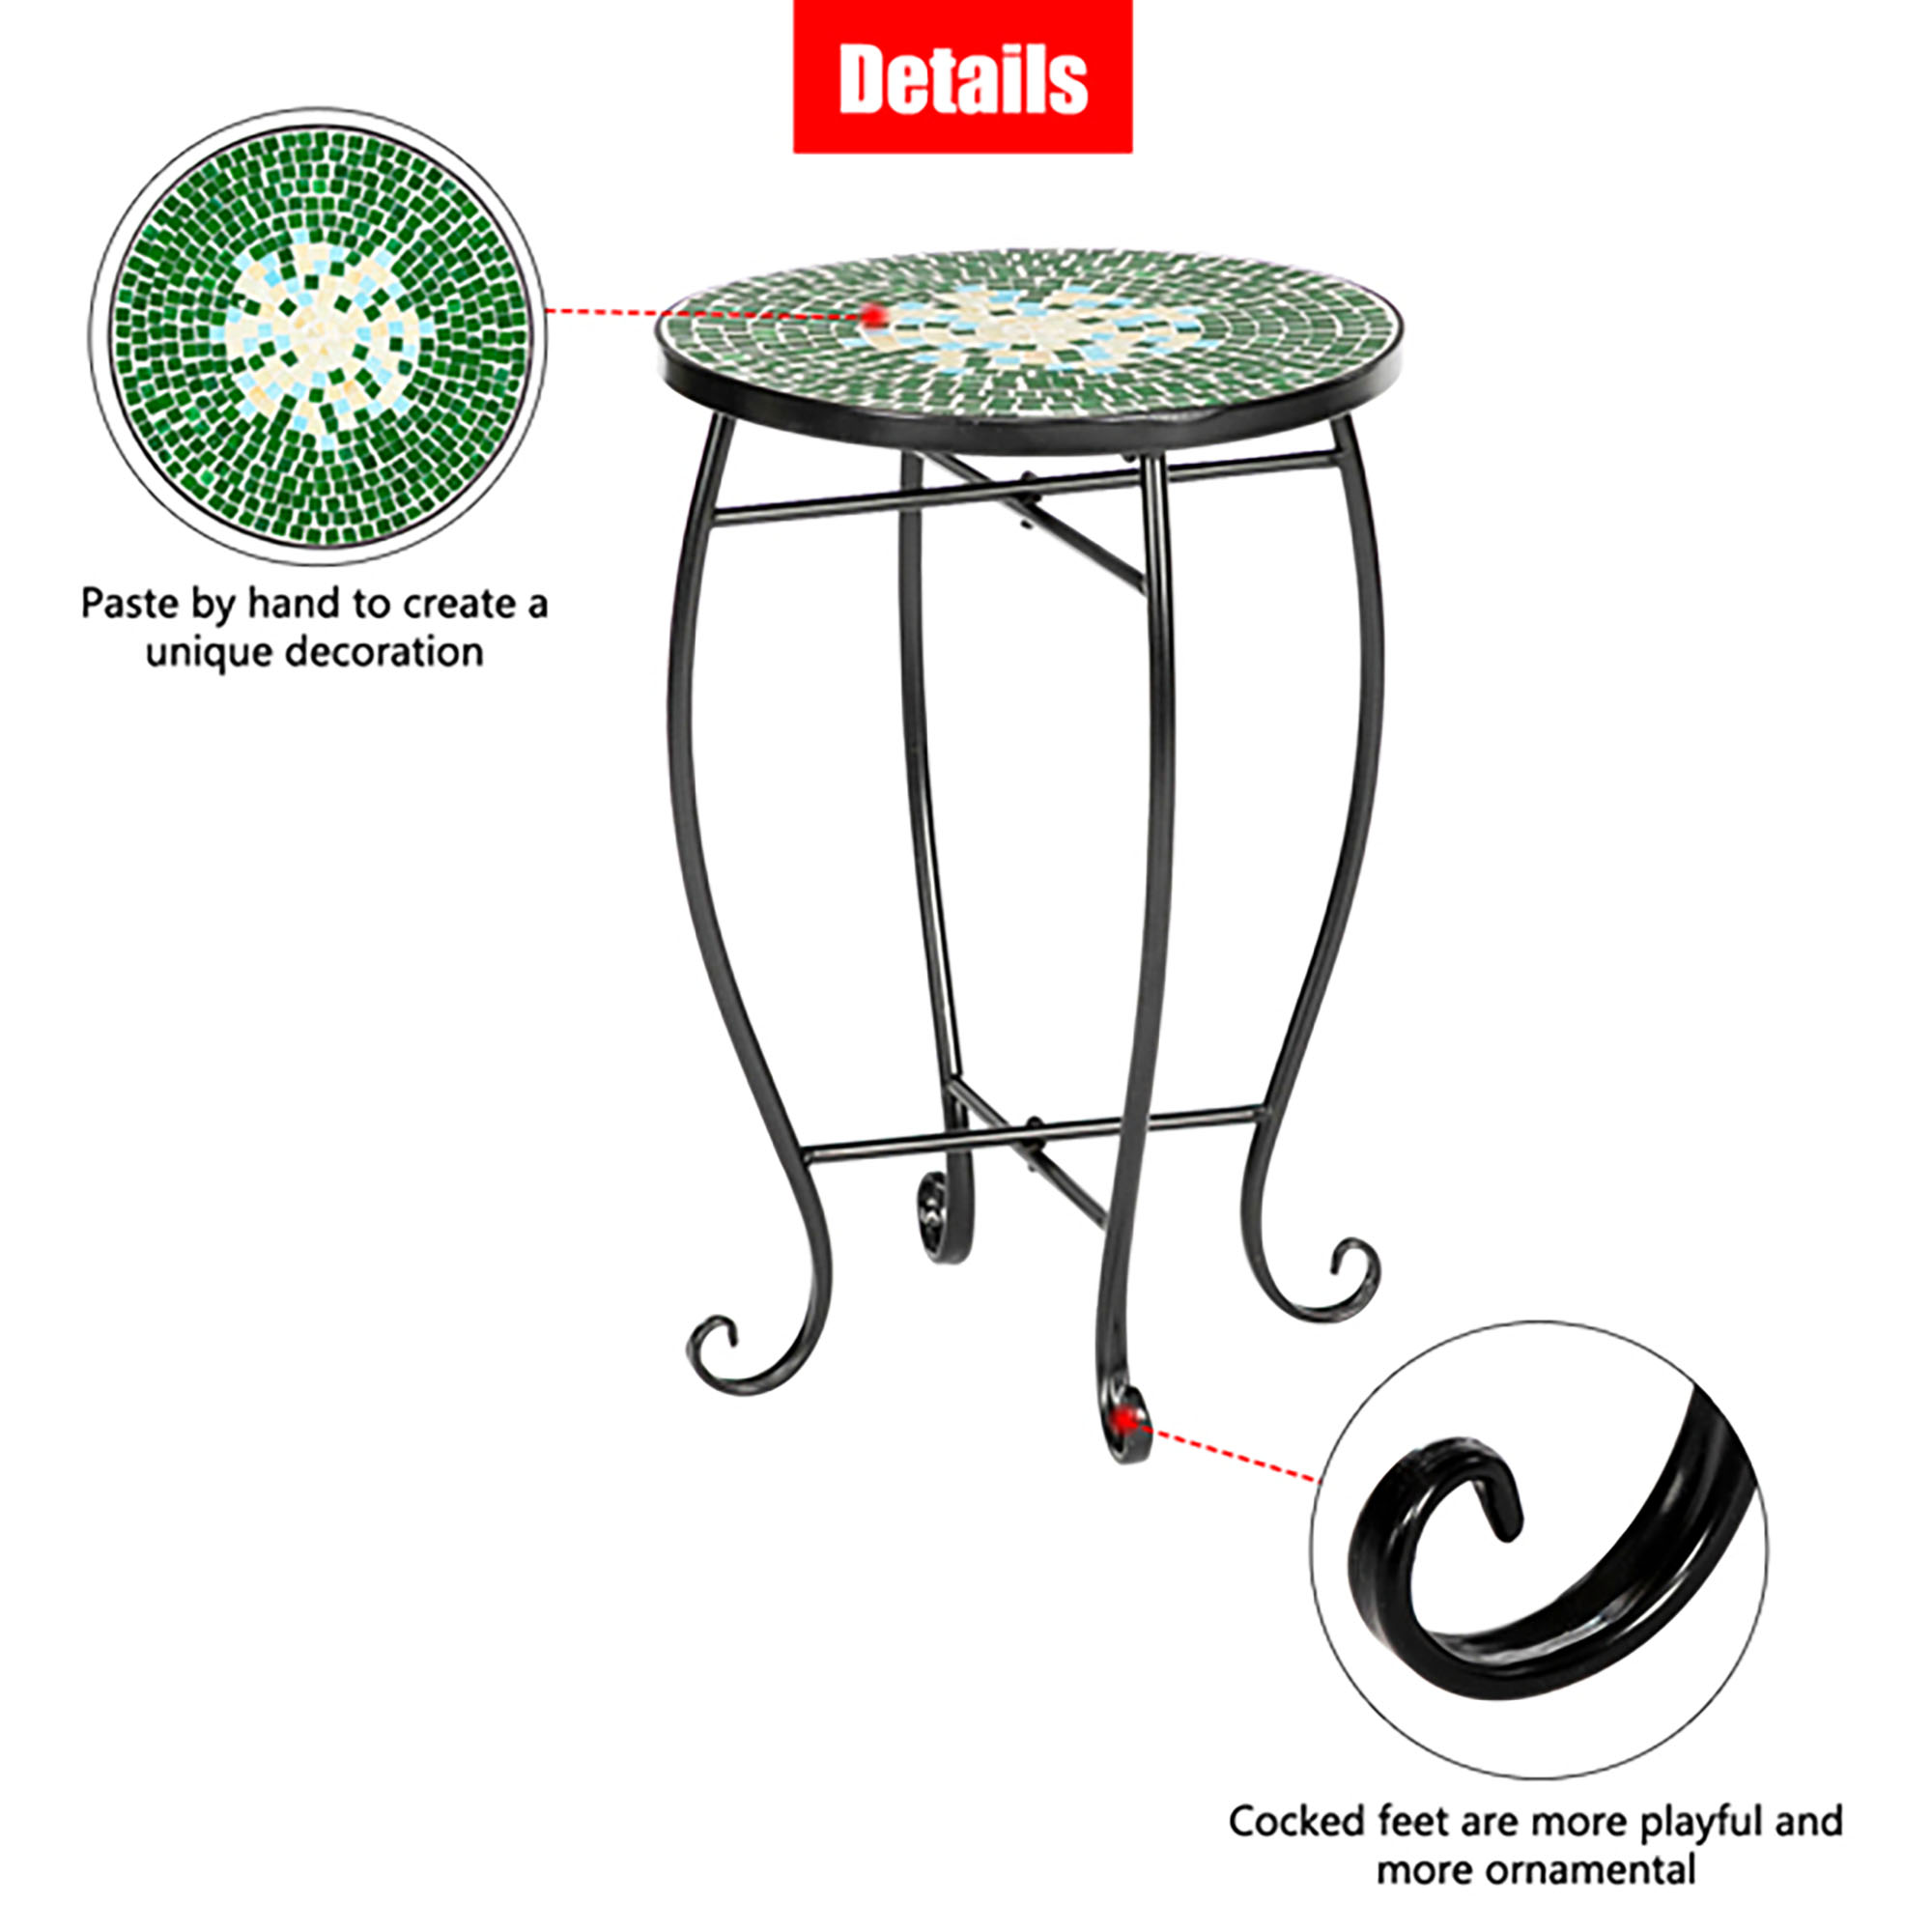 Details
Paste by hand to create a
unique decoration
Cocked feet are more playful and
more ornamental